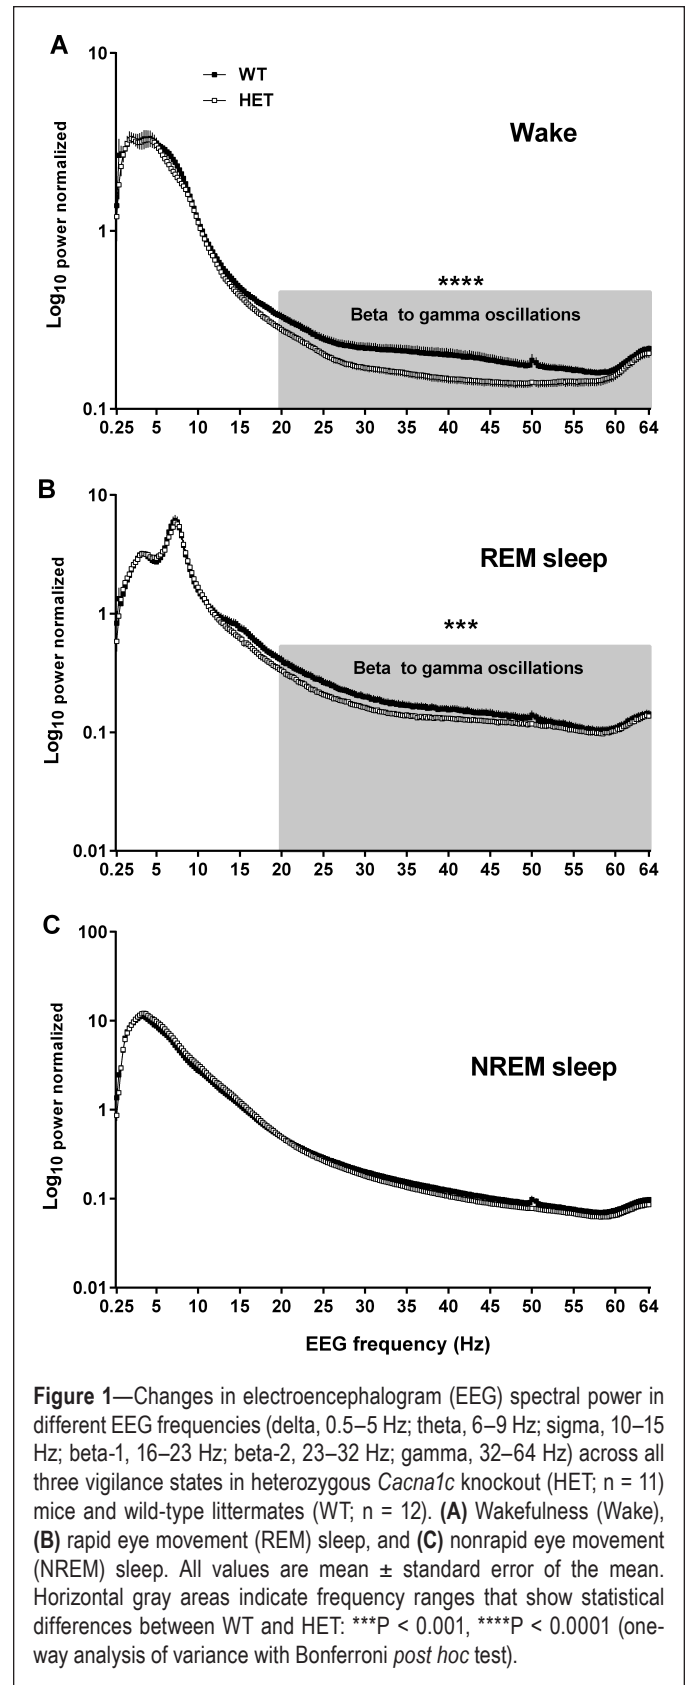 A
10
WT
HET
Wake
Log10 power normalized
1
****
Beta to gamma oscillations
0.1
0.25 5 10 15 20 25 30 35 40 45 50 55 60 64
B
10
REM sleep
Log10 power normalized
1
***
Beta to gamma oscillations
0.1
0.01
0.25 5 10 15 20 25 30 35 40 45 50 55 60 64
C
100
Log10 power normalized
10
NREM sleep
1
0.1
0.01
0.25 5 10 15 20 25 30 35 40 45 50 55 60 64
EEG frequency (Hz)
Figure 1—Changes in electroencephalogram (EEG) spectral power in
different EEG frequencies (delta, 0.5–5 Hz; theta, 6–9 Hz; sigma, 10–15
Hz; beta-1, 16–23 Hz; beta-2, 23–32 Hz; gamma, 32–64 Hz) across all
three vigilance states in heterozygous Cacna1c knockout (HET; n = 11)
mice and wild-type littermates (WT; n = 12). (A) Wakefulness (Wake),
(B) rapid eye movement (REM) sleep, and (C) nonrapid eye movement
(NREM) sleep. All values are mean ± standard error of the mean.
Horizontal gray areas indicate frequency ranges that show statistical
differences between WT and HET: ***P < 0.001, ****P < 0.0001 (one-
way analysis of variance with Bonferroni post hoc test).